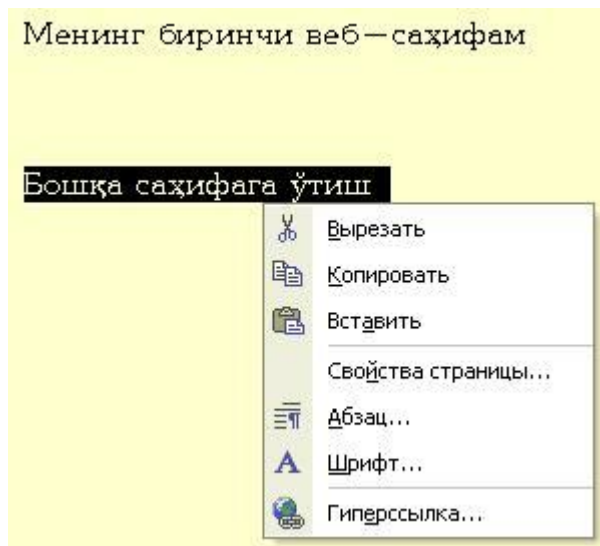 Менинг биринчи веб—саҳифам
Бошқа саҳифага ўтиш
Вырезать
Копировать
Вставить
Свойства страницы...
Абзац...
Шрифт...
Гиперссылка...